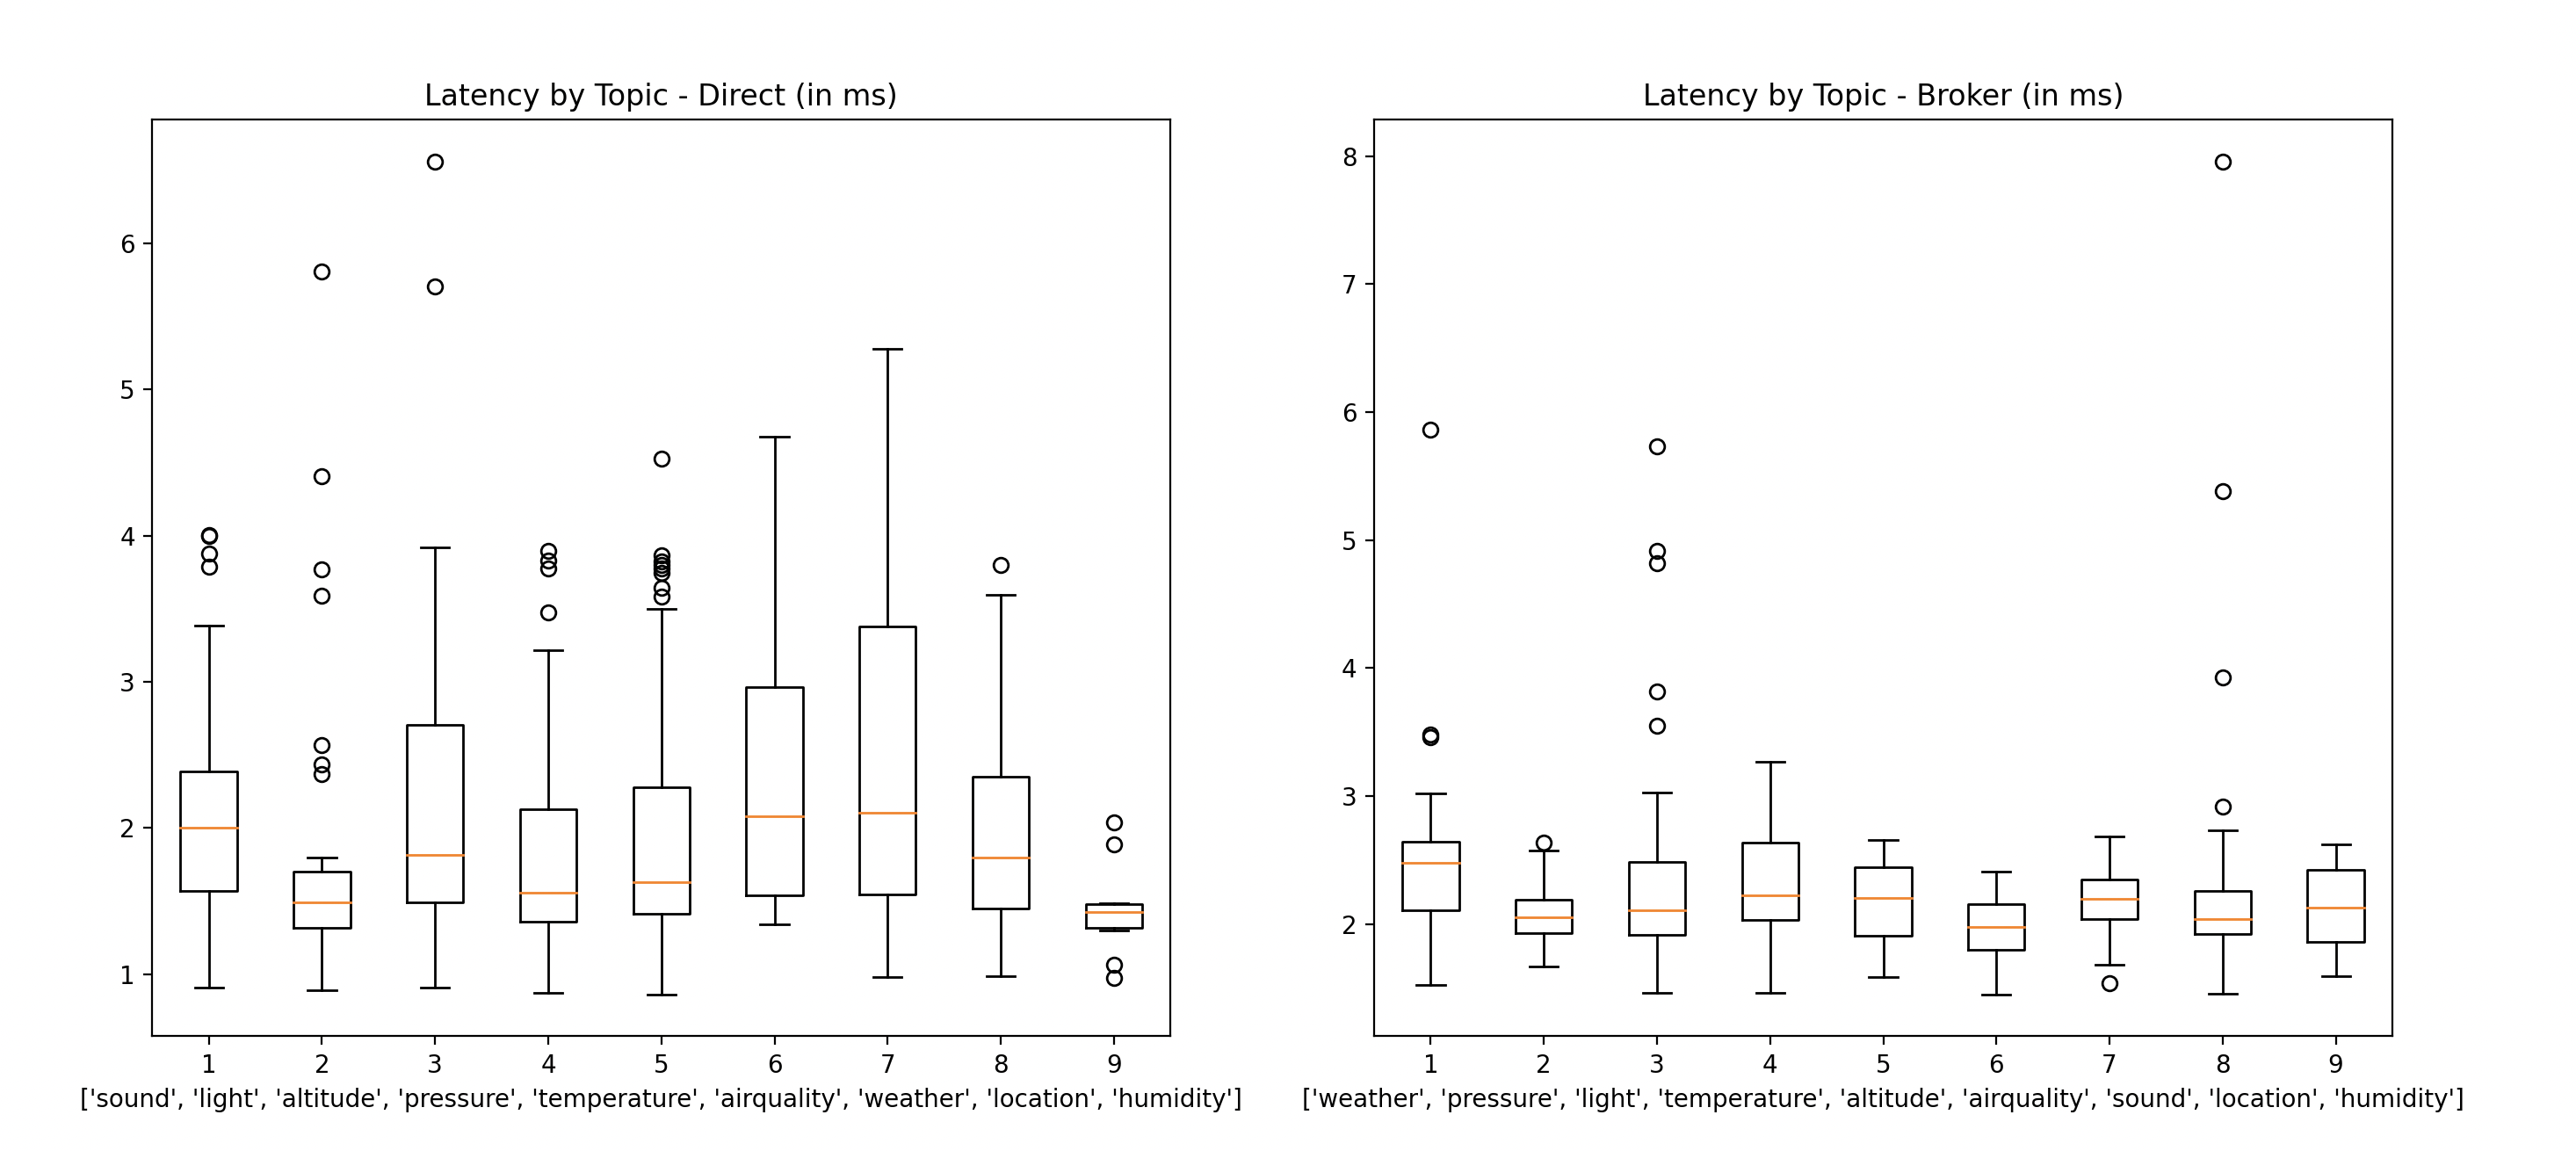 Latency by Topic - Direct (in ms)
6
5
4
3
2
1
1 2 3 4 5 6 7 8 9
['sound', 'light', 'altitude', 'pressure', 'temperature', 'airquality', 'weather', 'location', 'humidity']
Latency by Topic - Broker (in ms)
8
7
6
5
4
3
2
1 2 3 4 5 6 7 8 9
['weather', 'pressure', 'light', 'temperature', 'altitude', 'airquality', 'sound', 'location', 'humidity']